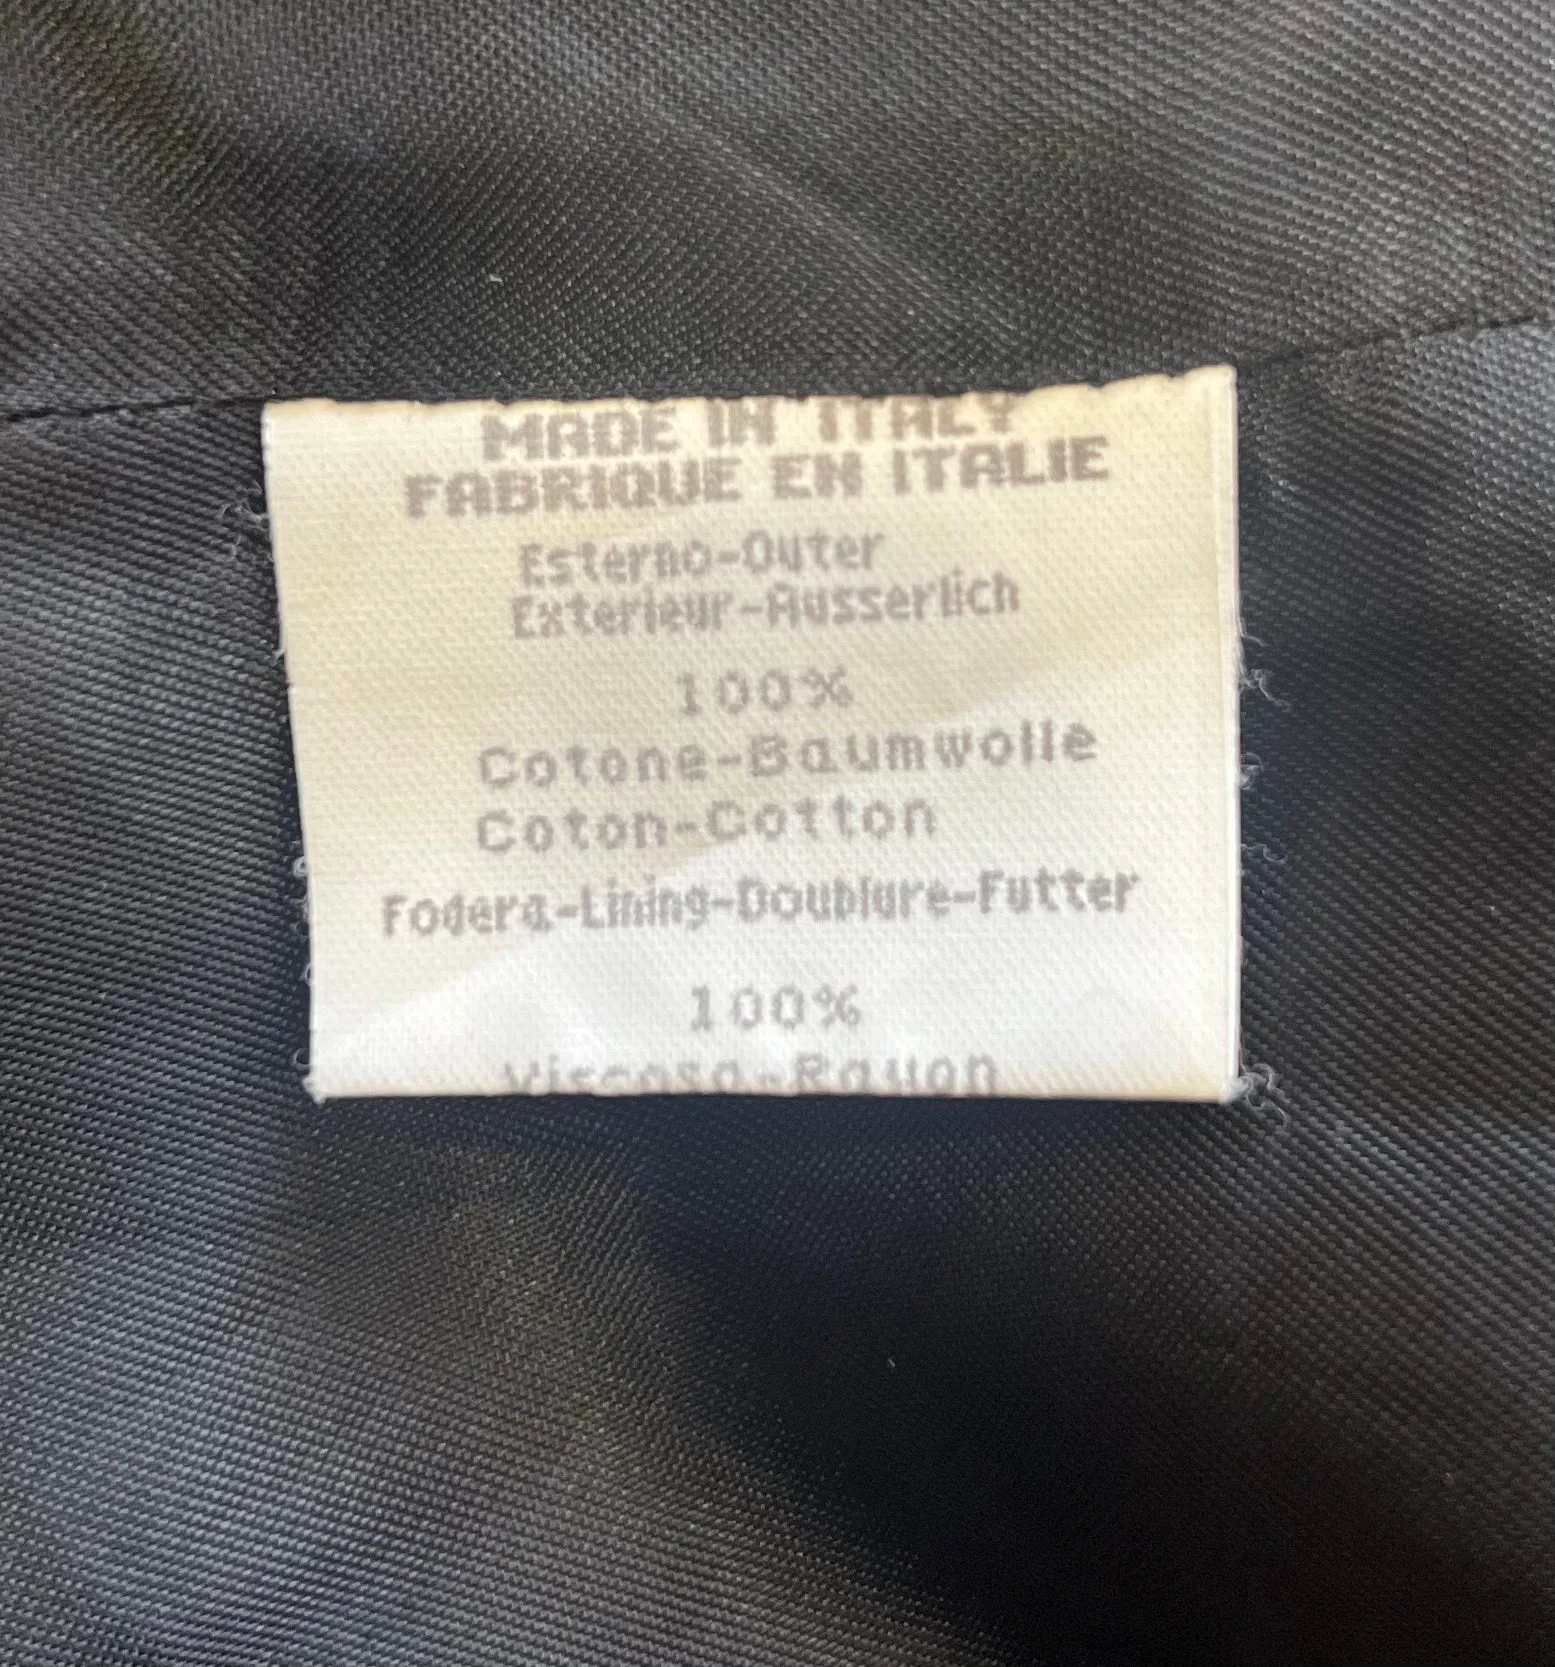 MADE IN ITALY
FABRIQUE EN ITALIE
Esterno-Outer
Exterieur-Ausserlich
100%
Cotone-Baumwolle
Coton-Cotton
Fodera-Lining-Doublure-Futter
100%
Viscosa-Rayon